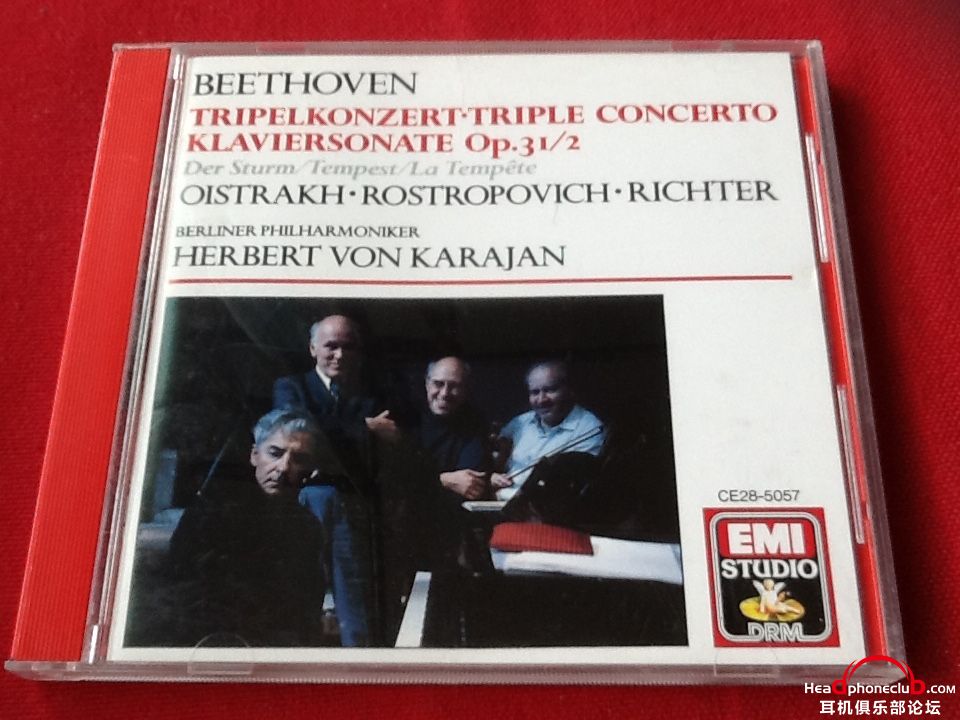 BEETHOVEN
TRIPELKONZERT·TRIPLE CONCERTO
KLAVIERSONATE Op.31/2
Der Sturm/Tempest/La Tempête
OISTRAKH·ROSTROPOVICH·RICHTER
BERLINER PHILHARMONIKER
HERBERT VON KARAJAN
CE28-5057
EMI
STUDIO
DRM
Headphoneclub.com
耳机俱乐部论坛